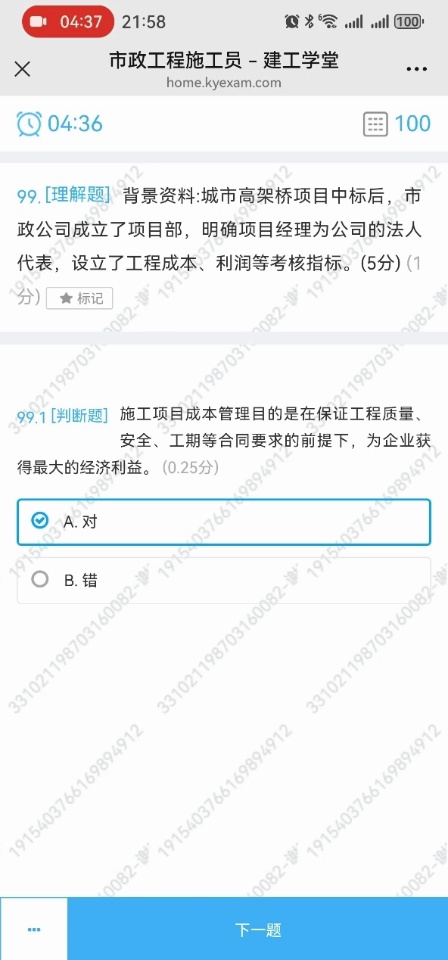 04:37 21:58 6 100
市政工程施工员 – 建工学堂
home.kyexam.com
04:36 100
99. [理解题] 背景资料:城市高架桥项目中标后，市
政公司成立了项目部，明确项目经理为公司的法人
代表，设立了工程成本、利润等考核指标。(5分) (1
分) ★ 标记
99.1 [判断题] 施工项目成本管理目的是在保证工程质量、
安全、工期等合同要求的前提下，为企业获
得最大的经济利益。 (0.25分)
A. 对
B. 错
下一题
1915403766169894912
331021198703160082-谢